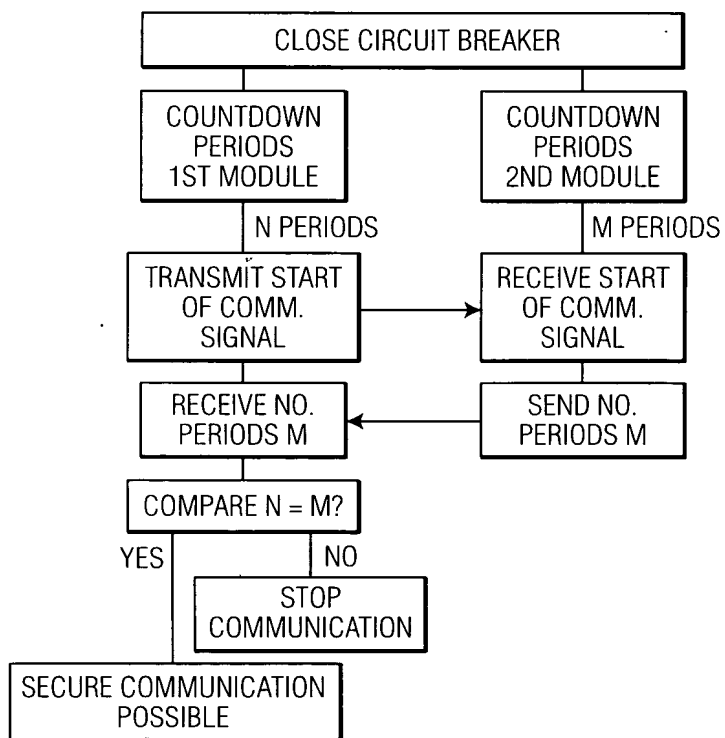 CLOSE CIRCUIT BREAKER
COUNTDOWN
PERIODS
1ST MODULE
COUNTDOWN
PERIODS
2ND MODULE
N PERIODS
M PERIODS
TRANSMIT START
OF COMM.
SIGNAL
RECEIVE START
OF COMM.
SIGNAL
RECEIVE NO.
PERIODS M
SEND NO.
PERIODS M
COMPARE N = M?
YES
NO
STOP
COMMUNICATION
SECURE COMMUNICATION
POSSIBLE